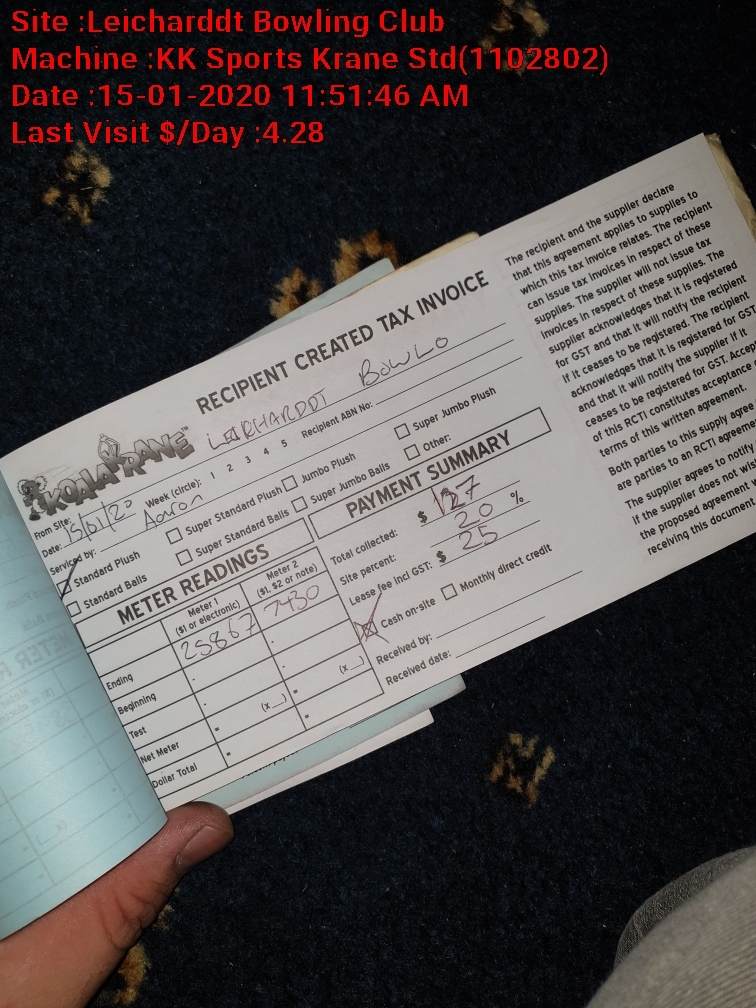 Site :Leicharddt Bowling Club
Machine :KK Sports Krane Std(1102802)
Date :15-01-2020 11:51:46 AM
Last Visit $/Day :4.28
KOALA KRANE™
RECIPIENT CREATED TAX INVOICE
From Site: LEICHARDDT BOWLO
Date: 15/01/20 Week (circle): 1 2 3 4 5 Recipient ABN No:
Serviced by: Aaron
Standard Plush Super Standard Plush Jumbo Plush Super Jumbo Plush
Standard Balls Super Standard Balls Super Jumbo Balls Other:
METER READINGS
Meter 1 ($1 or electronic) Meter 2 ($1, $2 or note)
Ending 25867 7430
Beginning - -
Test - -
Net Meter = (x__) = (x__)
Dollar Total = =
PAYMENT SUMMARY
Total collected: $ 127
Site percent: 20 %
Lease fee incl GST: $ 25
Cash on-site Monthly direct credit
Received by:
Received date:
The recipient and the supplier declare
that this agreement applies to supplies to
which this tax invoice relates. The recipient
can issue tax invoices in respect of these
supplies. The supplier will not issue tax
invoices in respect of these supplies. The
supplier acknowledges that it is registered
for GST and that it will notify the recipient
if it ceases to be registered. The recipient
acknowledges that it is registered for GST
and that it will notify the supplier if it
ceases to be registered for GST.
of this RCTI constitutes acceptance
terms of this written agreement.
Both parties to this supply agree
are parties to an RCTI
The supplier agrees to notify
if the supplier does not
the proposed agreement
receiving this